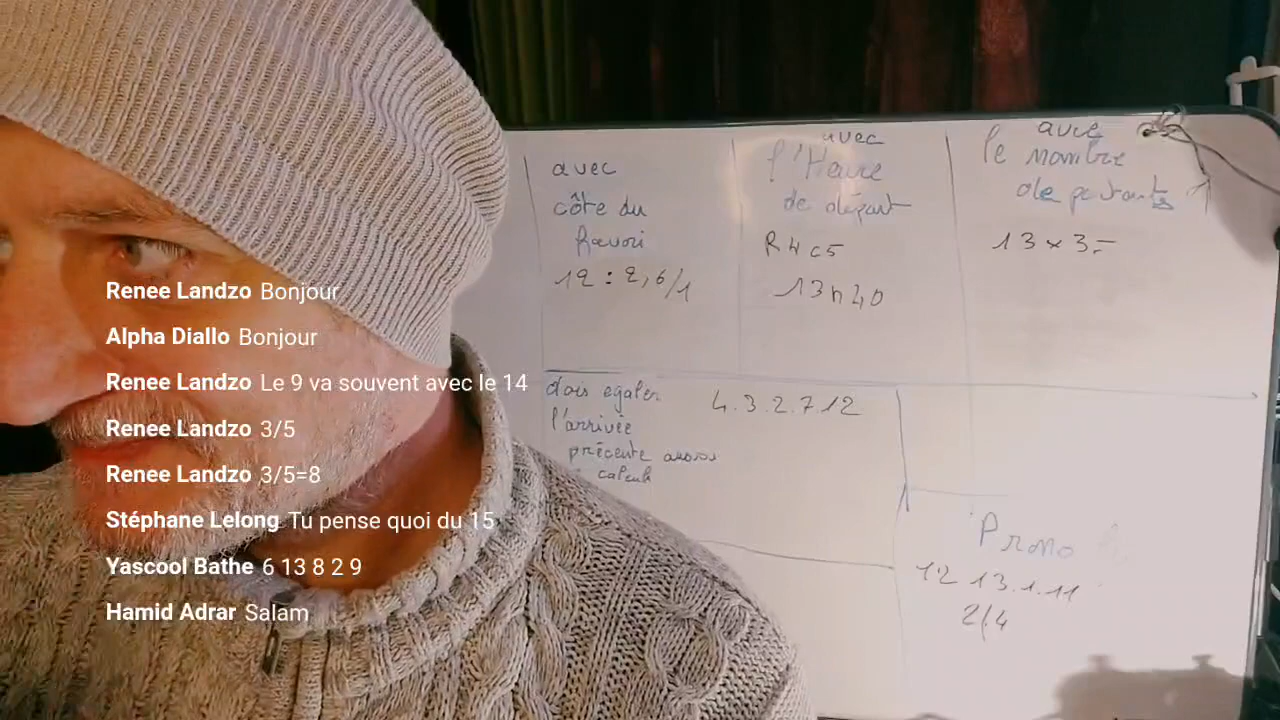 avec
côte du
favori
12 : 2,6/1
avec
l'Heure
de départ
R4c5
13h40
avec
le nombre
de partants
13 x 3 =
dois egaler
l'arrivée
précente avous
calcul
4.3.2.7.12
Prono
12 13.1.11
2/4
Renee Landzo Bonjour
Alpha Diallo Bonjour
Renee Landzo Le 9 va souvent avec le 14
Renee Landzo 3/5
Renee Landzo 3/5=8
Stéphane Lelong Tu pense quoi du 15
Yascool Bathe 6 13 8 2 9
Hamid Adrar Salam